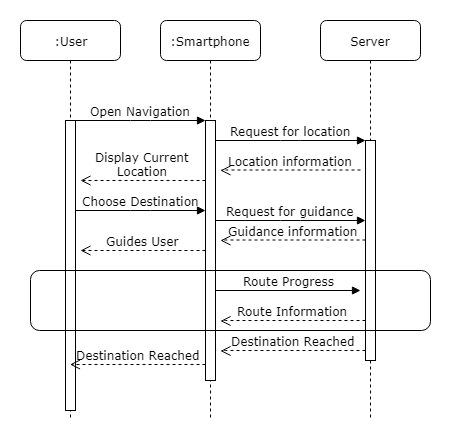 :User
:Smartphone
Server
Open Navigation
Request for location
Display Current
Location
Location information
Choose Destination
Request for guidance
Guidance information
Guides User
Route Progress
Route Information
Destination Reached
Destination Reached